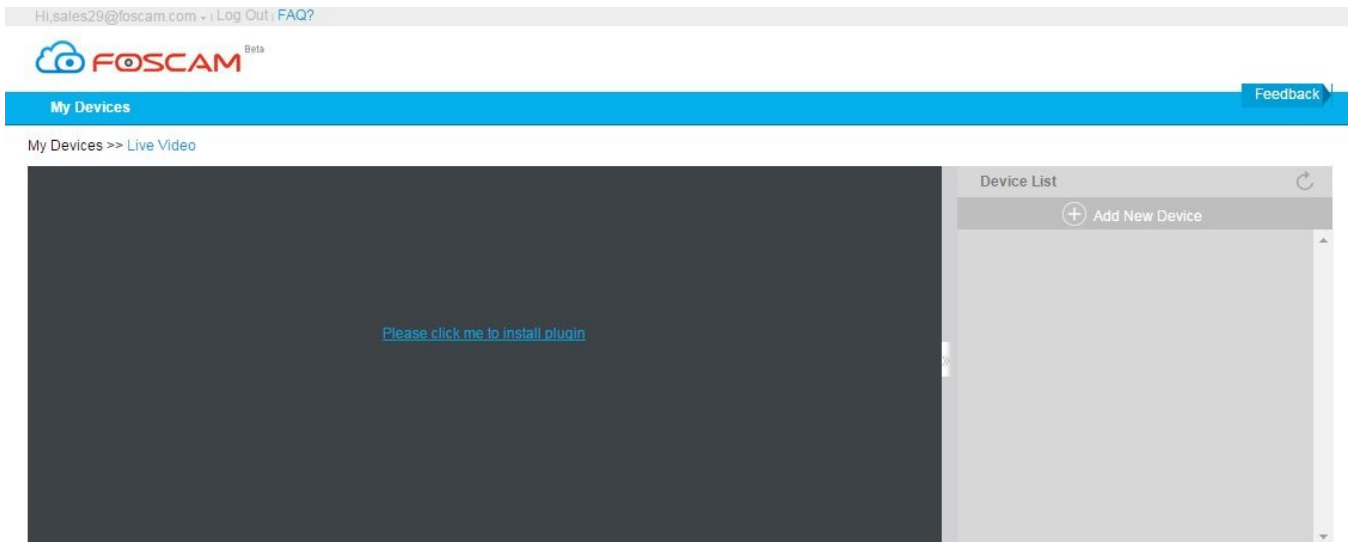 Hi,sales29@foscam.com | Log Out | FAQ?
FOSCAM Beta
Feedback
My Devices
My Devices >> Live Video
Device List
Add New Device
Please click me to install plugin